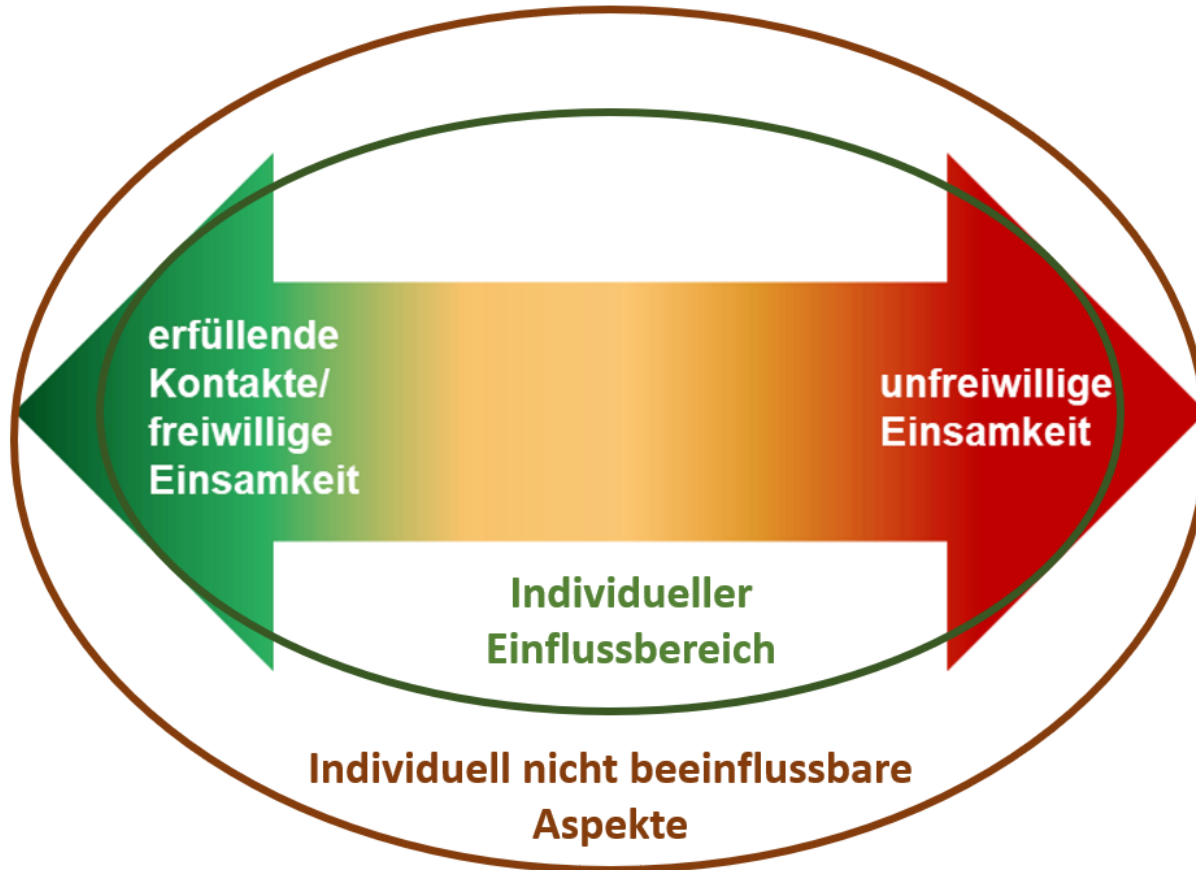 erfüllende
Kontakte/
freiwillige
Einsamkeit
unfreiwillige
Einsamkeit
Individueller
Einflussbereich
Individuell nicht beeinflussbare
Aspekte